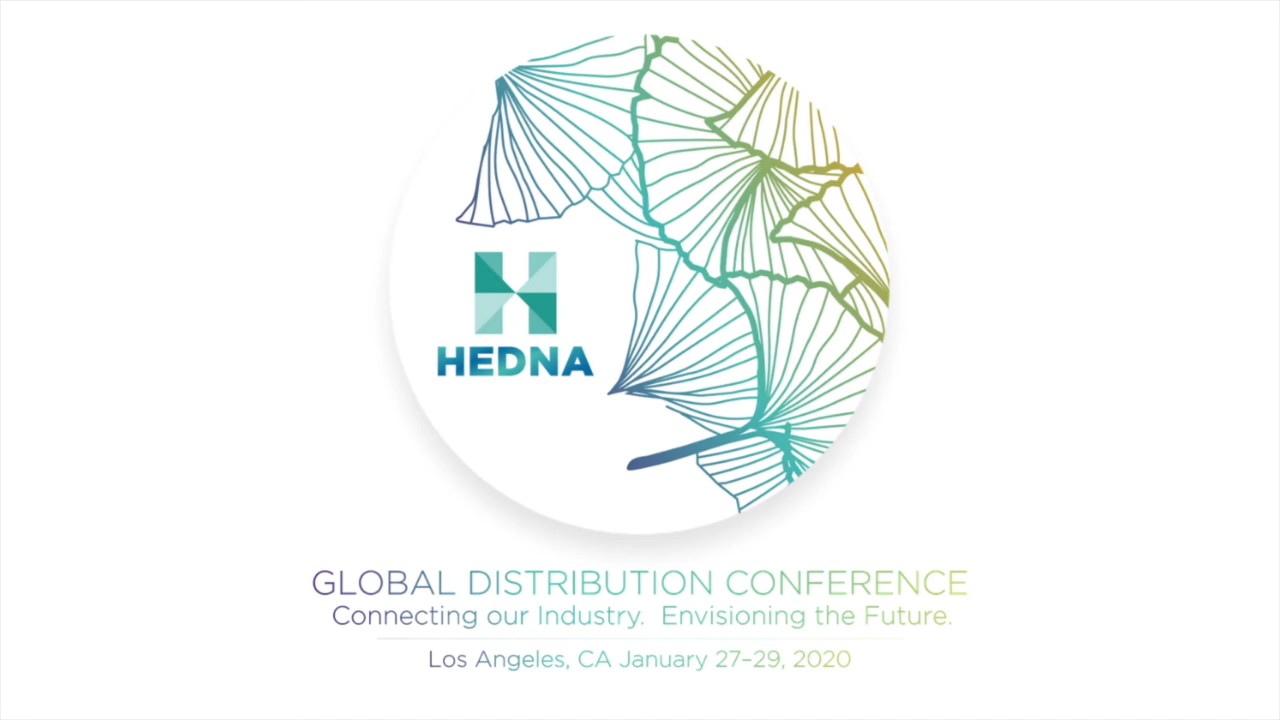 HEDNA
GLOBAL DISTRIBUTION CONFERENCE
Connecting our Industry. Envisioning the Future.
Los Angeles, CA January 27–29, 2020